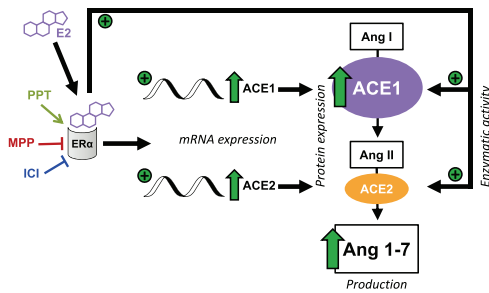 E2
PPT
MPP
ICI
ERα
ACE1
mRNA expression
ACE2
Protein expression
Ang I
ACE1
Ang II
ACE2
Ang 1-7
Production
Enzymatic activity